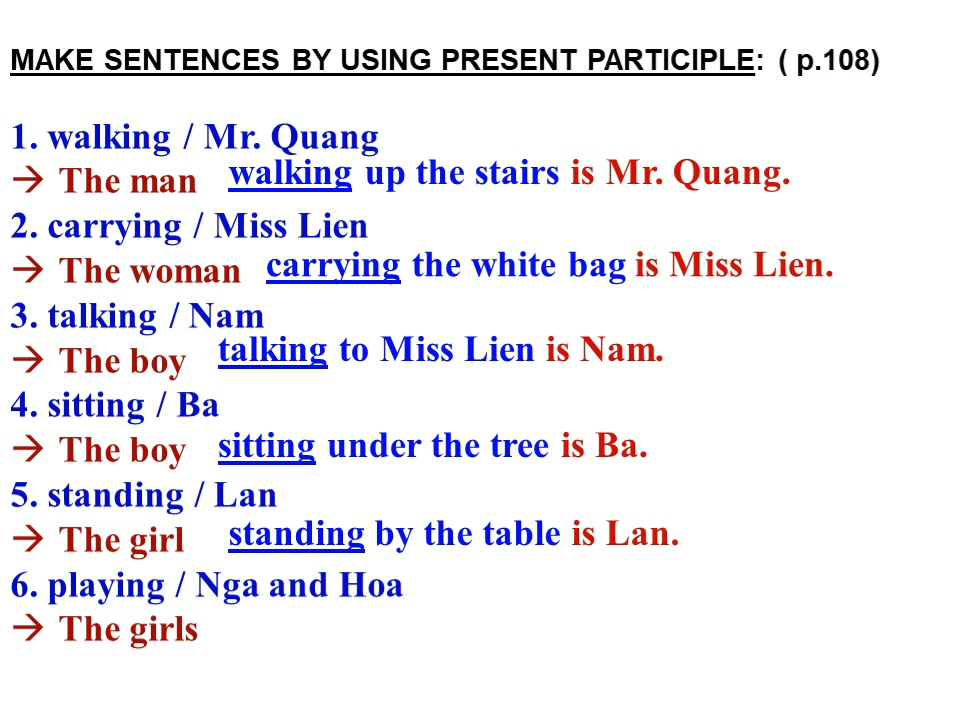 MAKE SENTENCES BY USING PRESENT PARTICIPLE: ( p.108)
1. walking / Mr. Quang
→ The man walking up the stairs is Mr. Quang.
2. carrying / Miss Lien
→ The woman carrying the white bag is Miss Lien.
3. talking / Nam
→ The boy talking to Miss Lien is Nam.
4. sitting / Ba
→ The boy sitting under the tree is Ba.
5. standing / Lan
→ The girl standing by the table is Lan.
6. playing / Nga and Hoa
→ The girls